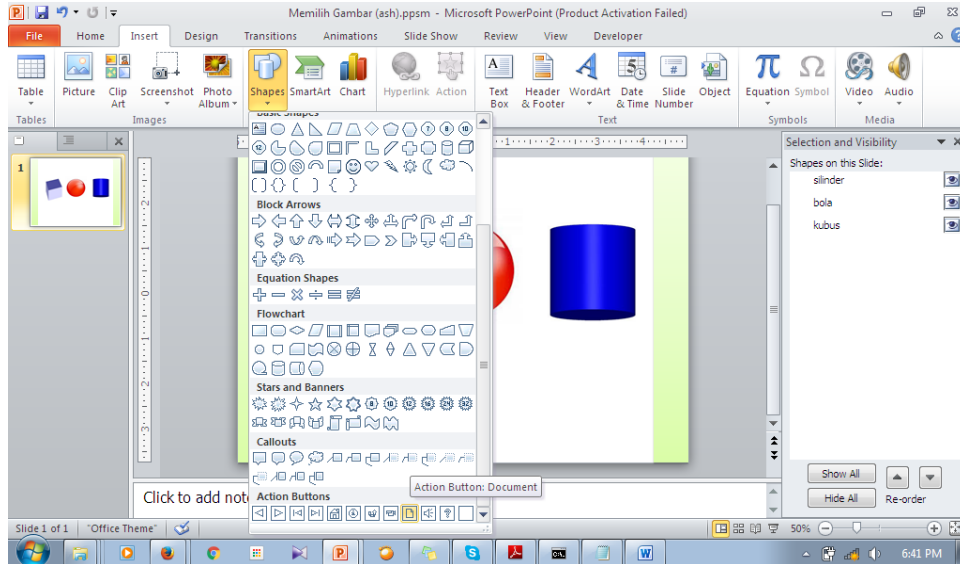 Memilih Gambar (ash).ppsm - Microsoft PowerPoint (Product Activation Failed)
File Home Insert Design Transitions Animations Slide Show Review View Developer
Table Picture Clip Art Screenshot Photo Album Shapes SmartArt Chart Hyperlink Action Text Box Header & Footer WordArt Date & Time Slide Number Object Equation Symbol Video Audio
Tables Images Text Symbols Media
Basic Shapes
Block Arrows
Equation Shapes
Flowchart
Stars and Banners
Callouts
Action Buttons
Action Button: Document
1
Selection and Visibility
Shapes on this Slide:
silinder
bola
kubus
Show All
Hide All Re-order
Click to add not
Slide 1 of 1 "Office Theme" 50%
6:41 PM